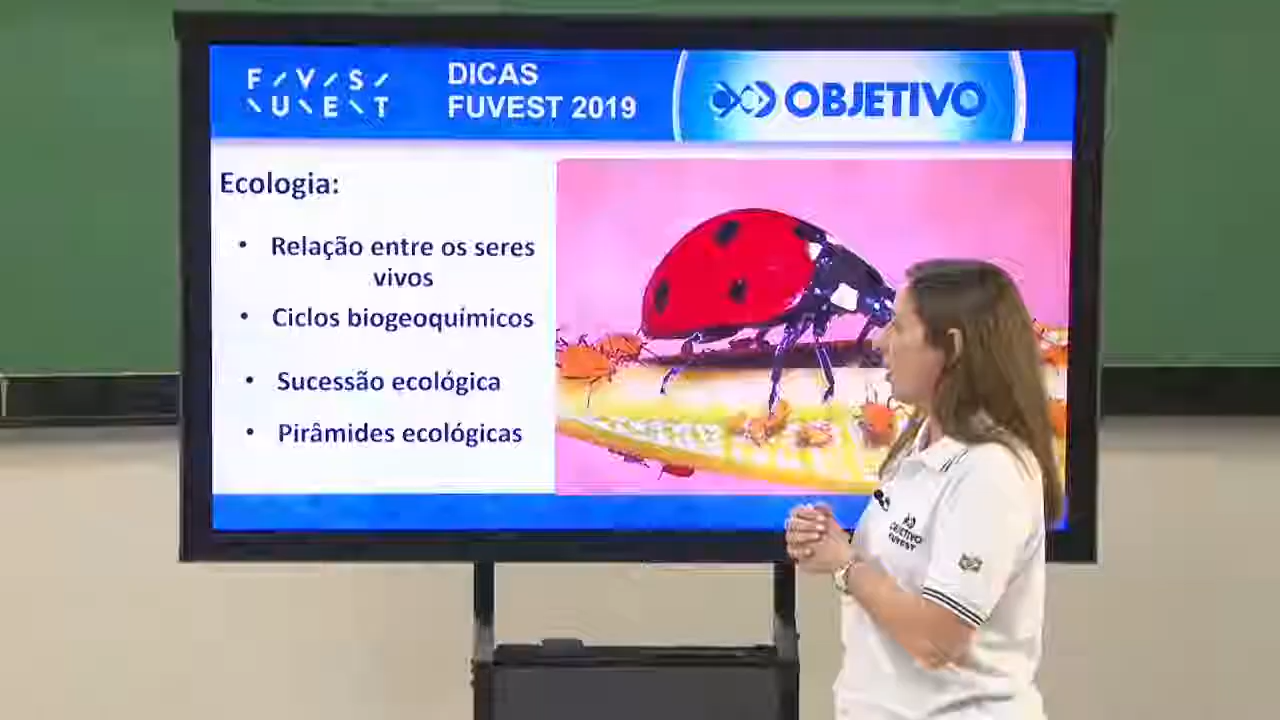 FUVEST
DICAS
FUVEST 2019
OBJETIVO
Ecologia:
• Relação entre os seres
vivos
• Ciclos biogeoquímicos
• Sucessão ecológica
• Pirâmides ecológicas
OBJETIVO
FUVEST